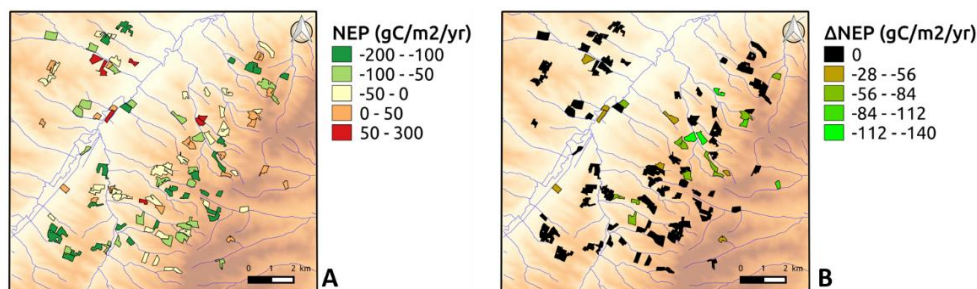 NEP (gC/m2/yr)
-200 - -100
-100 - -50
-50 - 0
0 - 50
50 - 300
0 1 2 km
A
ΔNEP (gC/m2/yr)
0
-28 - -56
-56 - -84
-84 - -112
-112 - -140
0 1 2 km
B